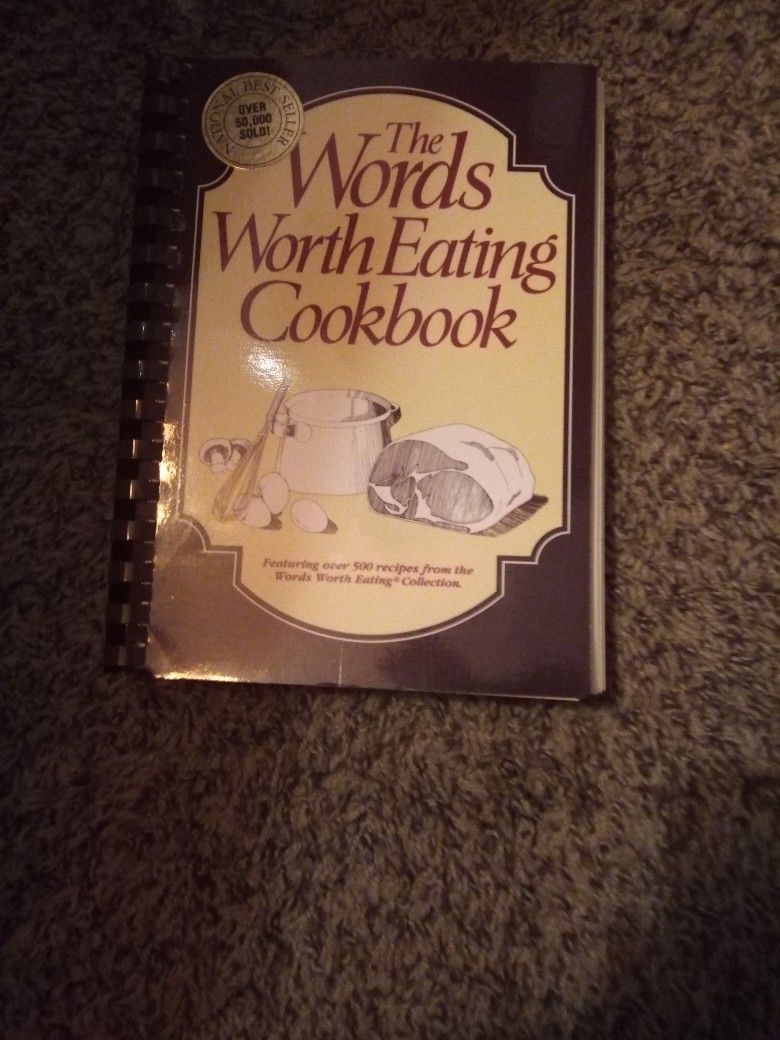 NATIONAL BEST SELLER
OVER
50,000
SOLD!
The
Words
Worth Eating
Cookbook
Featuring over 500 recipes from the
Words Worth Eating® Collection.